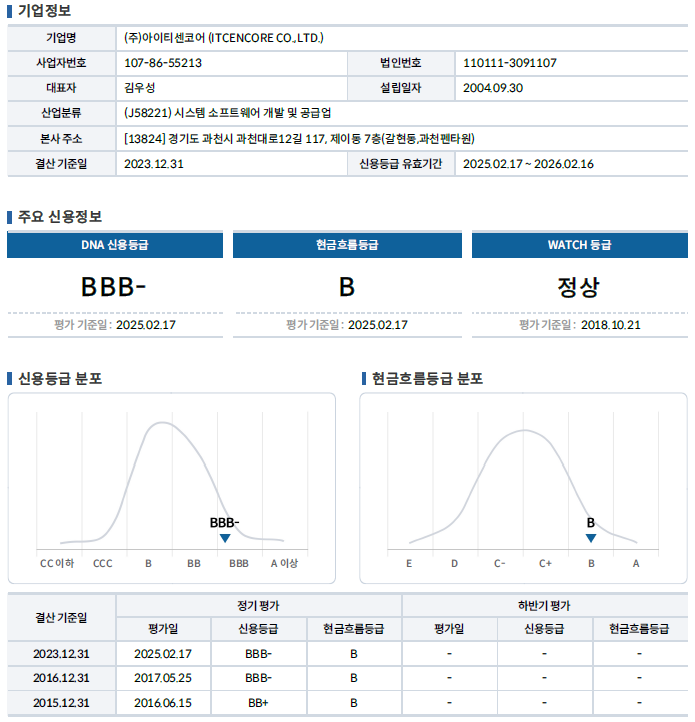 기업정보
기업명 (주)아이티센코어 (ITCENCORE CO.,LTD.)
사업자번호 107-86-55213 법인번호 110111-3091107
대표자 김우성 설립일자 2004.09.30
산업분류 (J58221) 시스템 소프트웨어 개발 및 공급업
본사 주소 [13824] 경기도 과천시 과천대로12길 117, 제이동 7층(갈현동,과천펜타원)
결산 기준일 2023.12.31 신용등급 유효기간 2025.02.17 ~ 2026.02.16
주요 신용정보
DNA 신용등급 현금흐름등급 WATCH 등급
BBB- B 정상
평가 기준일 : 2025.02.17 평가 기준일 : 2025.02.17 평가 기준일 : 2018.10.21
신용등급 분포 현금흐름등급 분포
BBB- B
CC 이하 CCC B BB BBB A 이상 E D C- C+ B A
결산 기준일 정기 평가 하반기 평가
평가일 신용등급 현금흐름등급 평가일 신용등급 현금흐름등급
2023.12.31 2025.02.17 BBB- B - - -
2016.12.31 2017.05.25 BBB- B - - -
2015.12.31 2016.06.15 BB+ B - - -